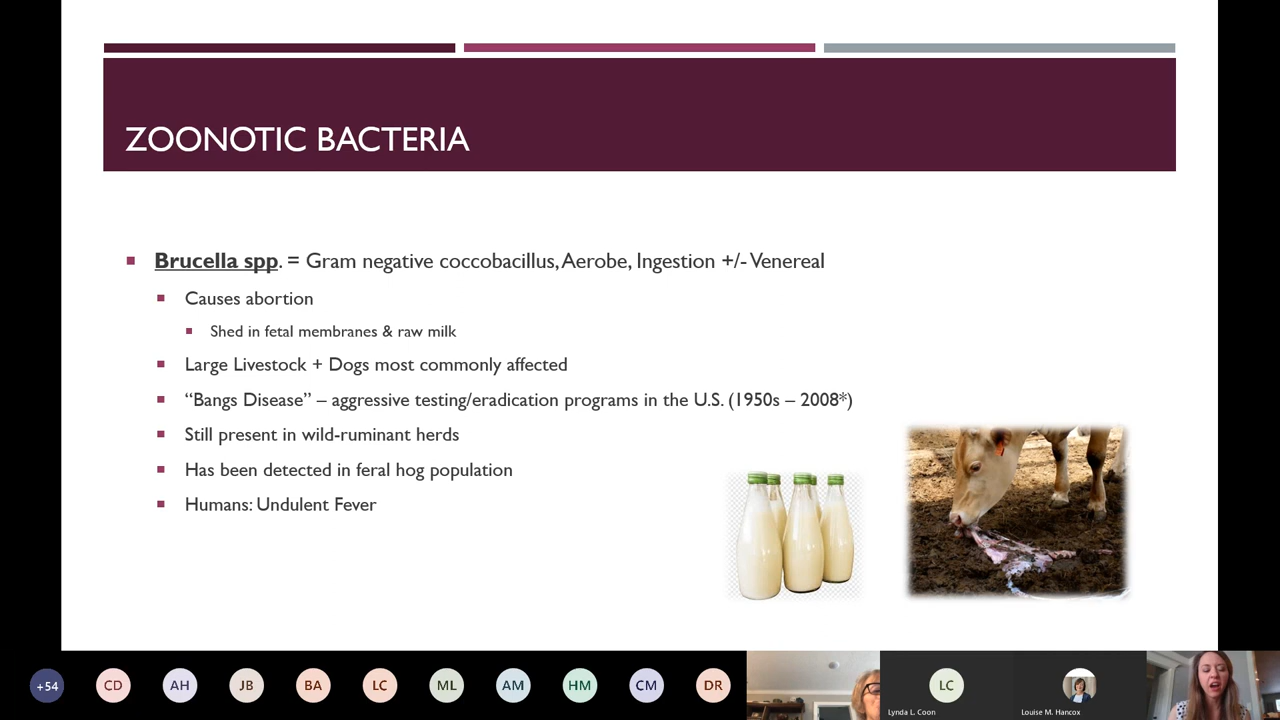 ZOONOTIC BACTERIA
Brucella spp. = Gram negative coccobacillus, Aerobe, Ingestion +/- Venereal
Causes abortion
Shed in fetal membranes & raw milk
Large Livestock + Dogs most commonly affected
“Bangs Disease” – aggressive testing/eradication programs in the U.S. (1950s – 2008*)
Still present in wild-ruminant herds
Has been detected in feral hog population
Humans: Undulent Fever
+54
CD
AH
JB
BA
LC
ML
AM
HM
CM
DR
LC
Lynda L. Coon
Louise M. Hancox